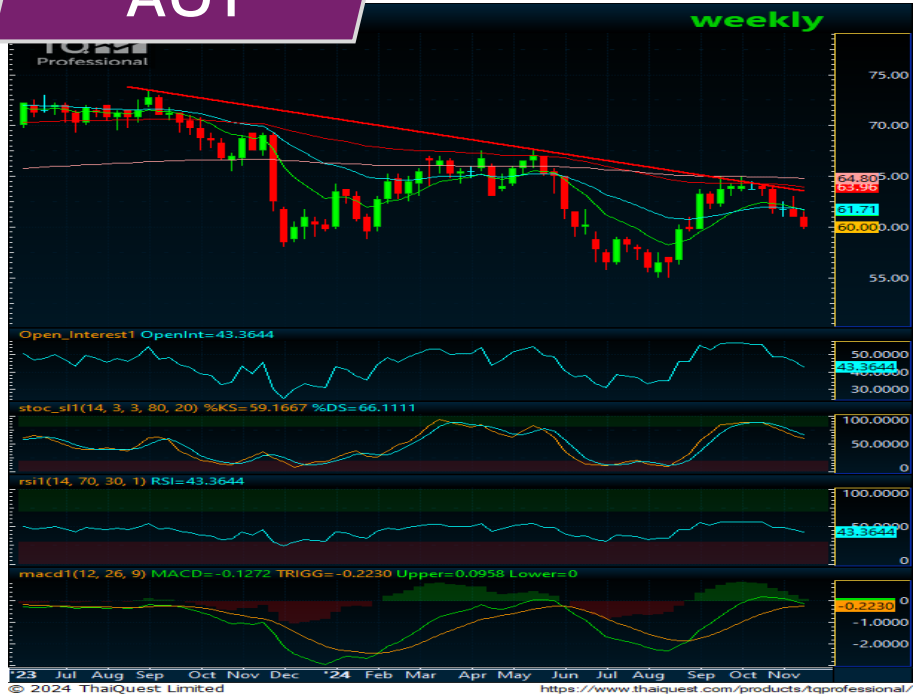 AOT
weekly
Professional
75.00
70.00
65.00
64.80
63.96
61.71
60.00
55.00
Open_Interest1 OpenInt=43.3644
50.0000
43.3644
30.0000
stoc_sl1(14, 3, 3, 80, 20) %KS=59.1667 %DS=66.1111
100.0000
50.0000
0
rsi1(14, 70, 30, 1) RSI=43.3644
100.0000
43.3644
0
macd1(12, 26, 9) MACD=-0.1272 TRIGG=-0.2230 Upper=0.0958 Lower=0
0
-0.2230
-1.0000
-2.0000
'23 Jul Aug Sep Oct Nov Dec '24 Feb Mar Apr May Jun Jul Aug Sep Oct Nov
© 2024 ThaiQuest Limited https://www.thaiquest.com/products/tqprofessional/